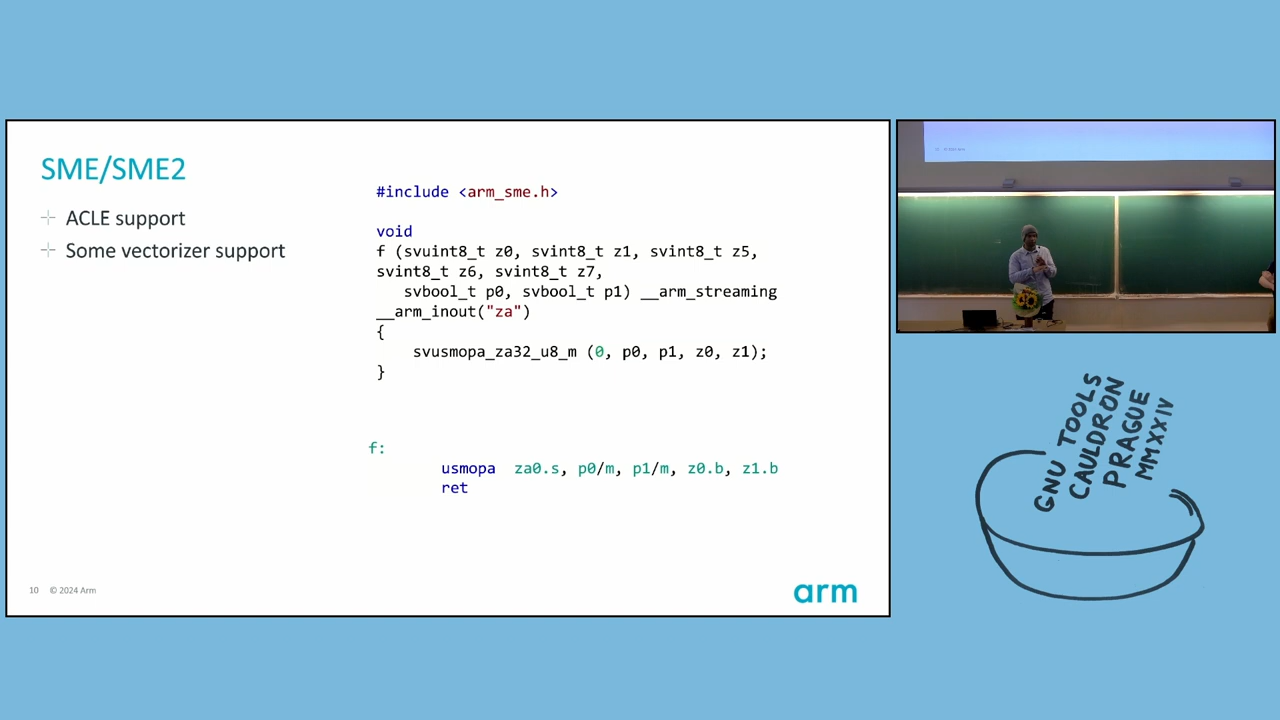 SME/SME2
ACLE support
Some vectorizer support
#include <arm_sme.h>
void
f (svuint8_t z0, svint8_t z1, svint8_t z5,
svint8_t z6, svint8_t z7,
svbool_t p0, svbool_t p1) __arm_streaming
__arm_inout("za")
{
svusmopa_za32_u8_m (0, p0, p1, z0, z1);
}
f:
usmopa za0.s, p0/m, p1/m, z0.b, z1.b
ret
10 © 2024 Arm
arm
GNU TOOLS
CAULDRON
PRAGUE
MMXXIV